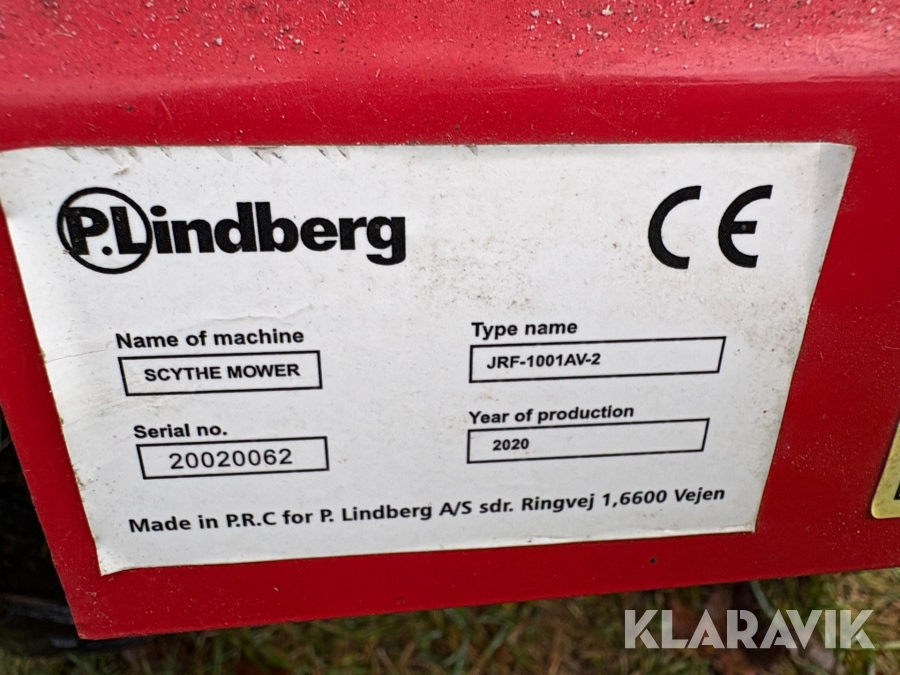 P.Lindberg
CE
Name of machine
SCYTHE MOWER
Type name
JRF-1001AV-2
Serial no.
20020062
Year of production
2020
Made in P.R.C for P. Lindberg A/S sdr. Ringvej 1,6600 Vejen
KLARAVIK